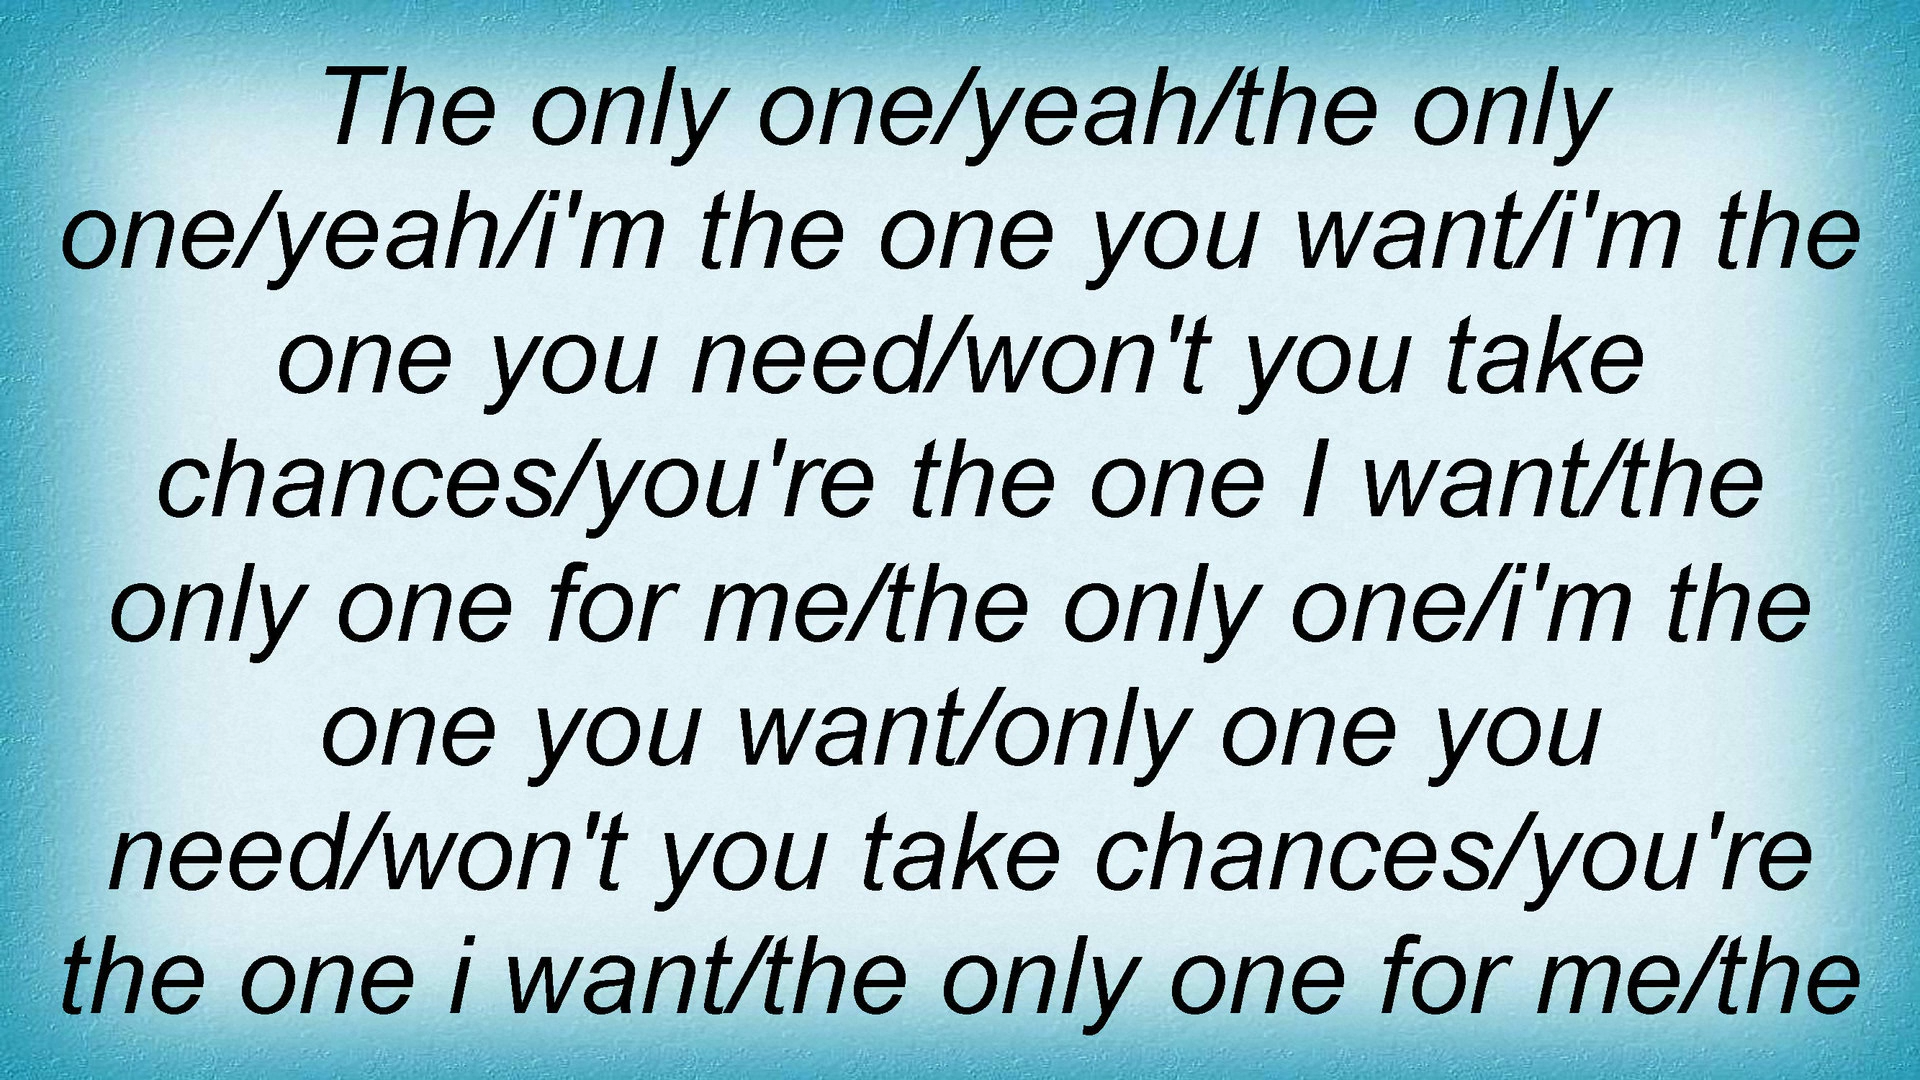 The only one/yeah/the only
one/yeah/i'm the one you want/i'm the
one you need/won't you take
chances/you're the one I want/the
only one for me/the only one/i'm the
one you want/only one you
need/won't you take chances/you're
the one i want/the only one for me/the